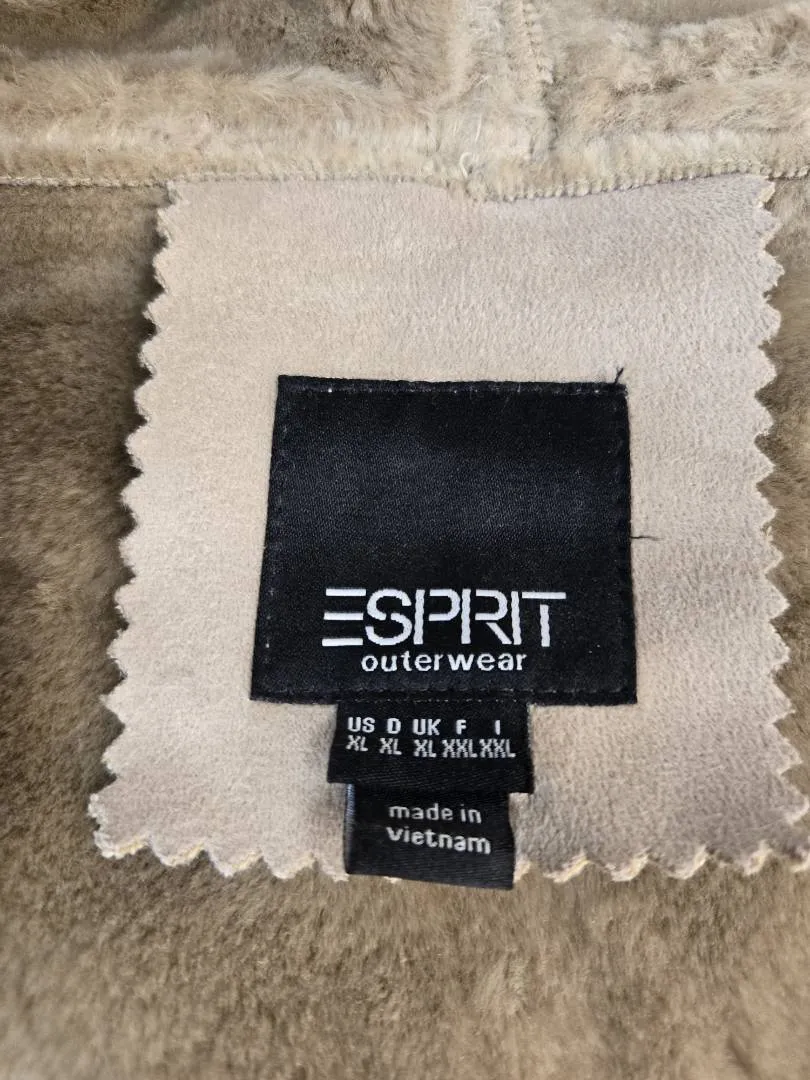 ESPRIT
outerwear
US D UK F I
XL XL XL XXL XXL
made in
vietnam